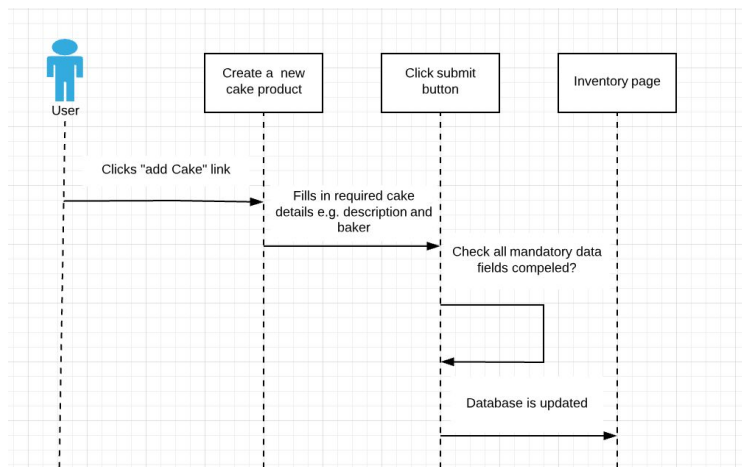 User
Create a new
cake product
Click submit
button
Inventory page
Clicks "add Cake" link
Fills in required cake
details e.g. description and
baker
Check all mandatory data
fields compeled?
Database is updated